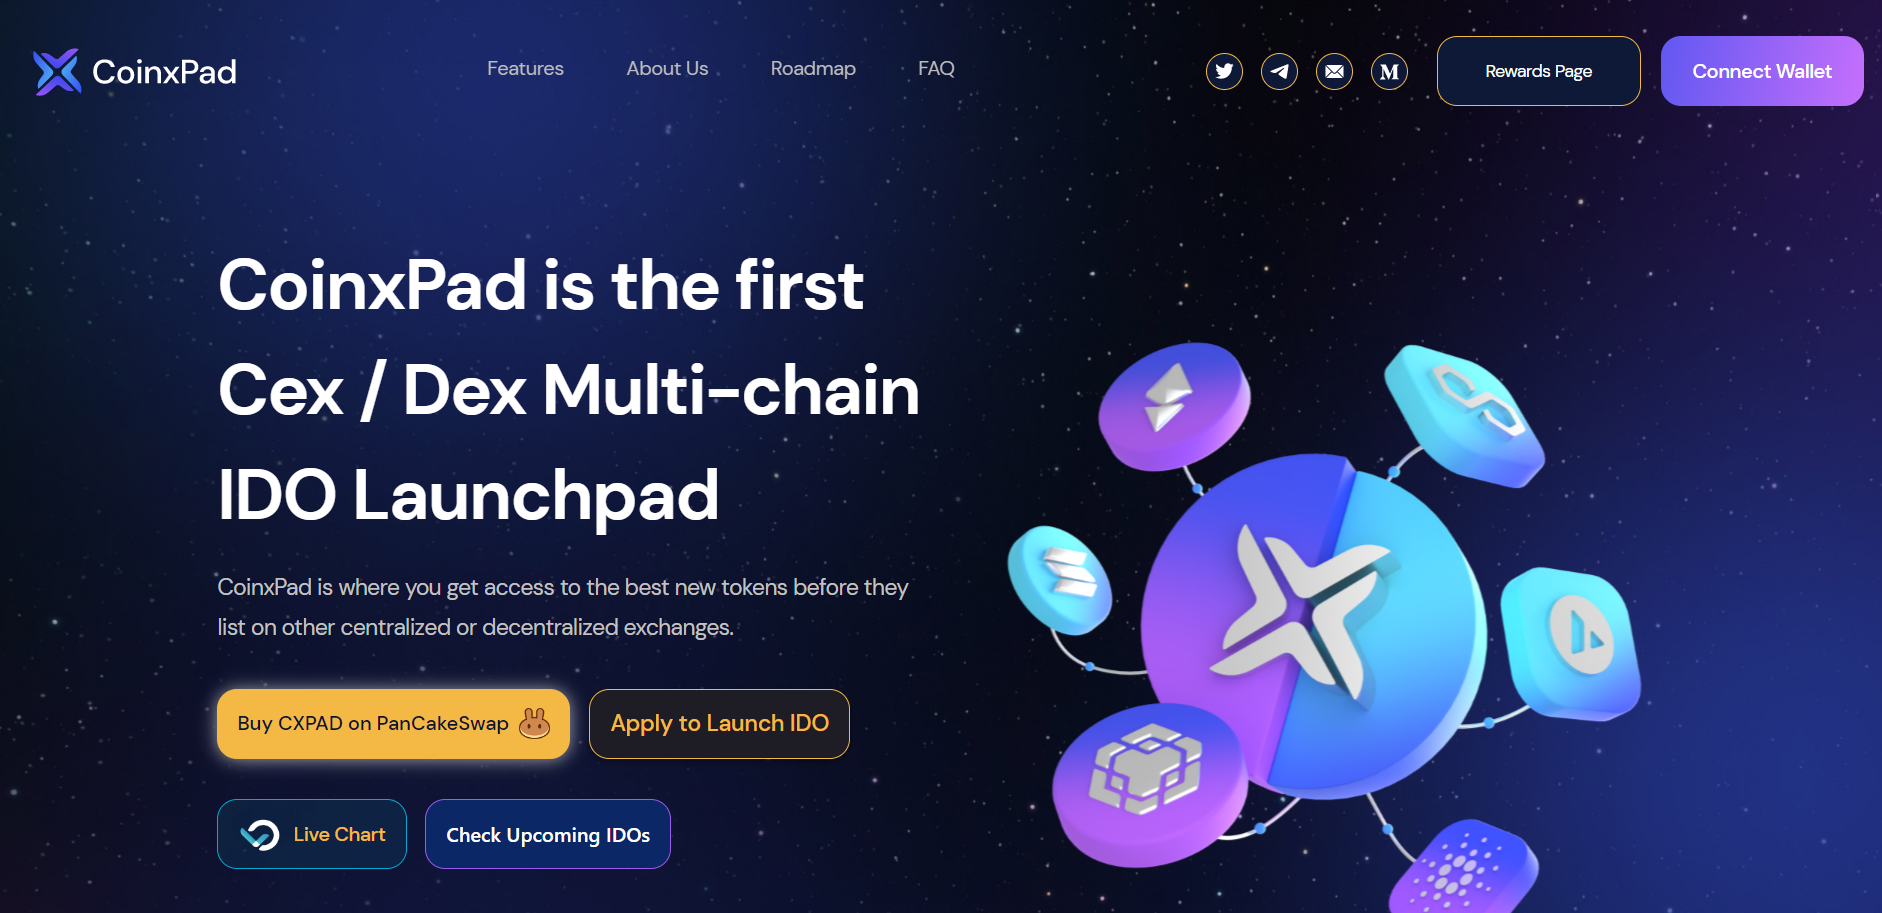 CoinxPad
Features
About Us
Roadmap
FAQ
M
Rewards Page
Connect Wallet
CoinxPad is the first
Cex / Dex Multi-chain
IDO Launchpad
CoinxPad is where you get access to the best new tokens before they
list on other centralized or decentralized exchanges.
Buy CXPAD on PanCakeSwap
Apply to Launch IDO
Live Chart
Check Upcoming IDOs